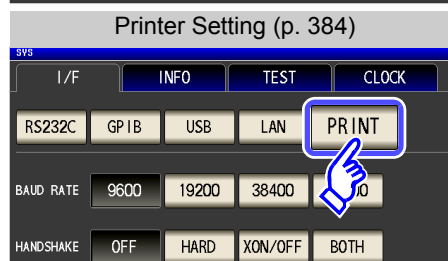 Printer Setting (p. 384)
SYS
I/F INFO TEST CLOCK
RS232C GPIB USB LAN PRINT
BAUD RATE 9600 19200 38400
HANDSHAKE OFF HARD XON/OFF BOTH